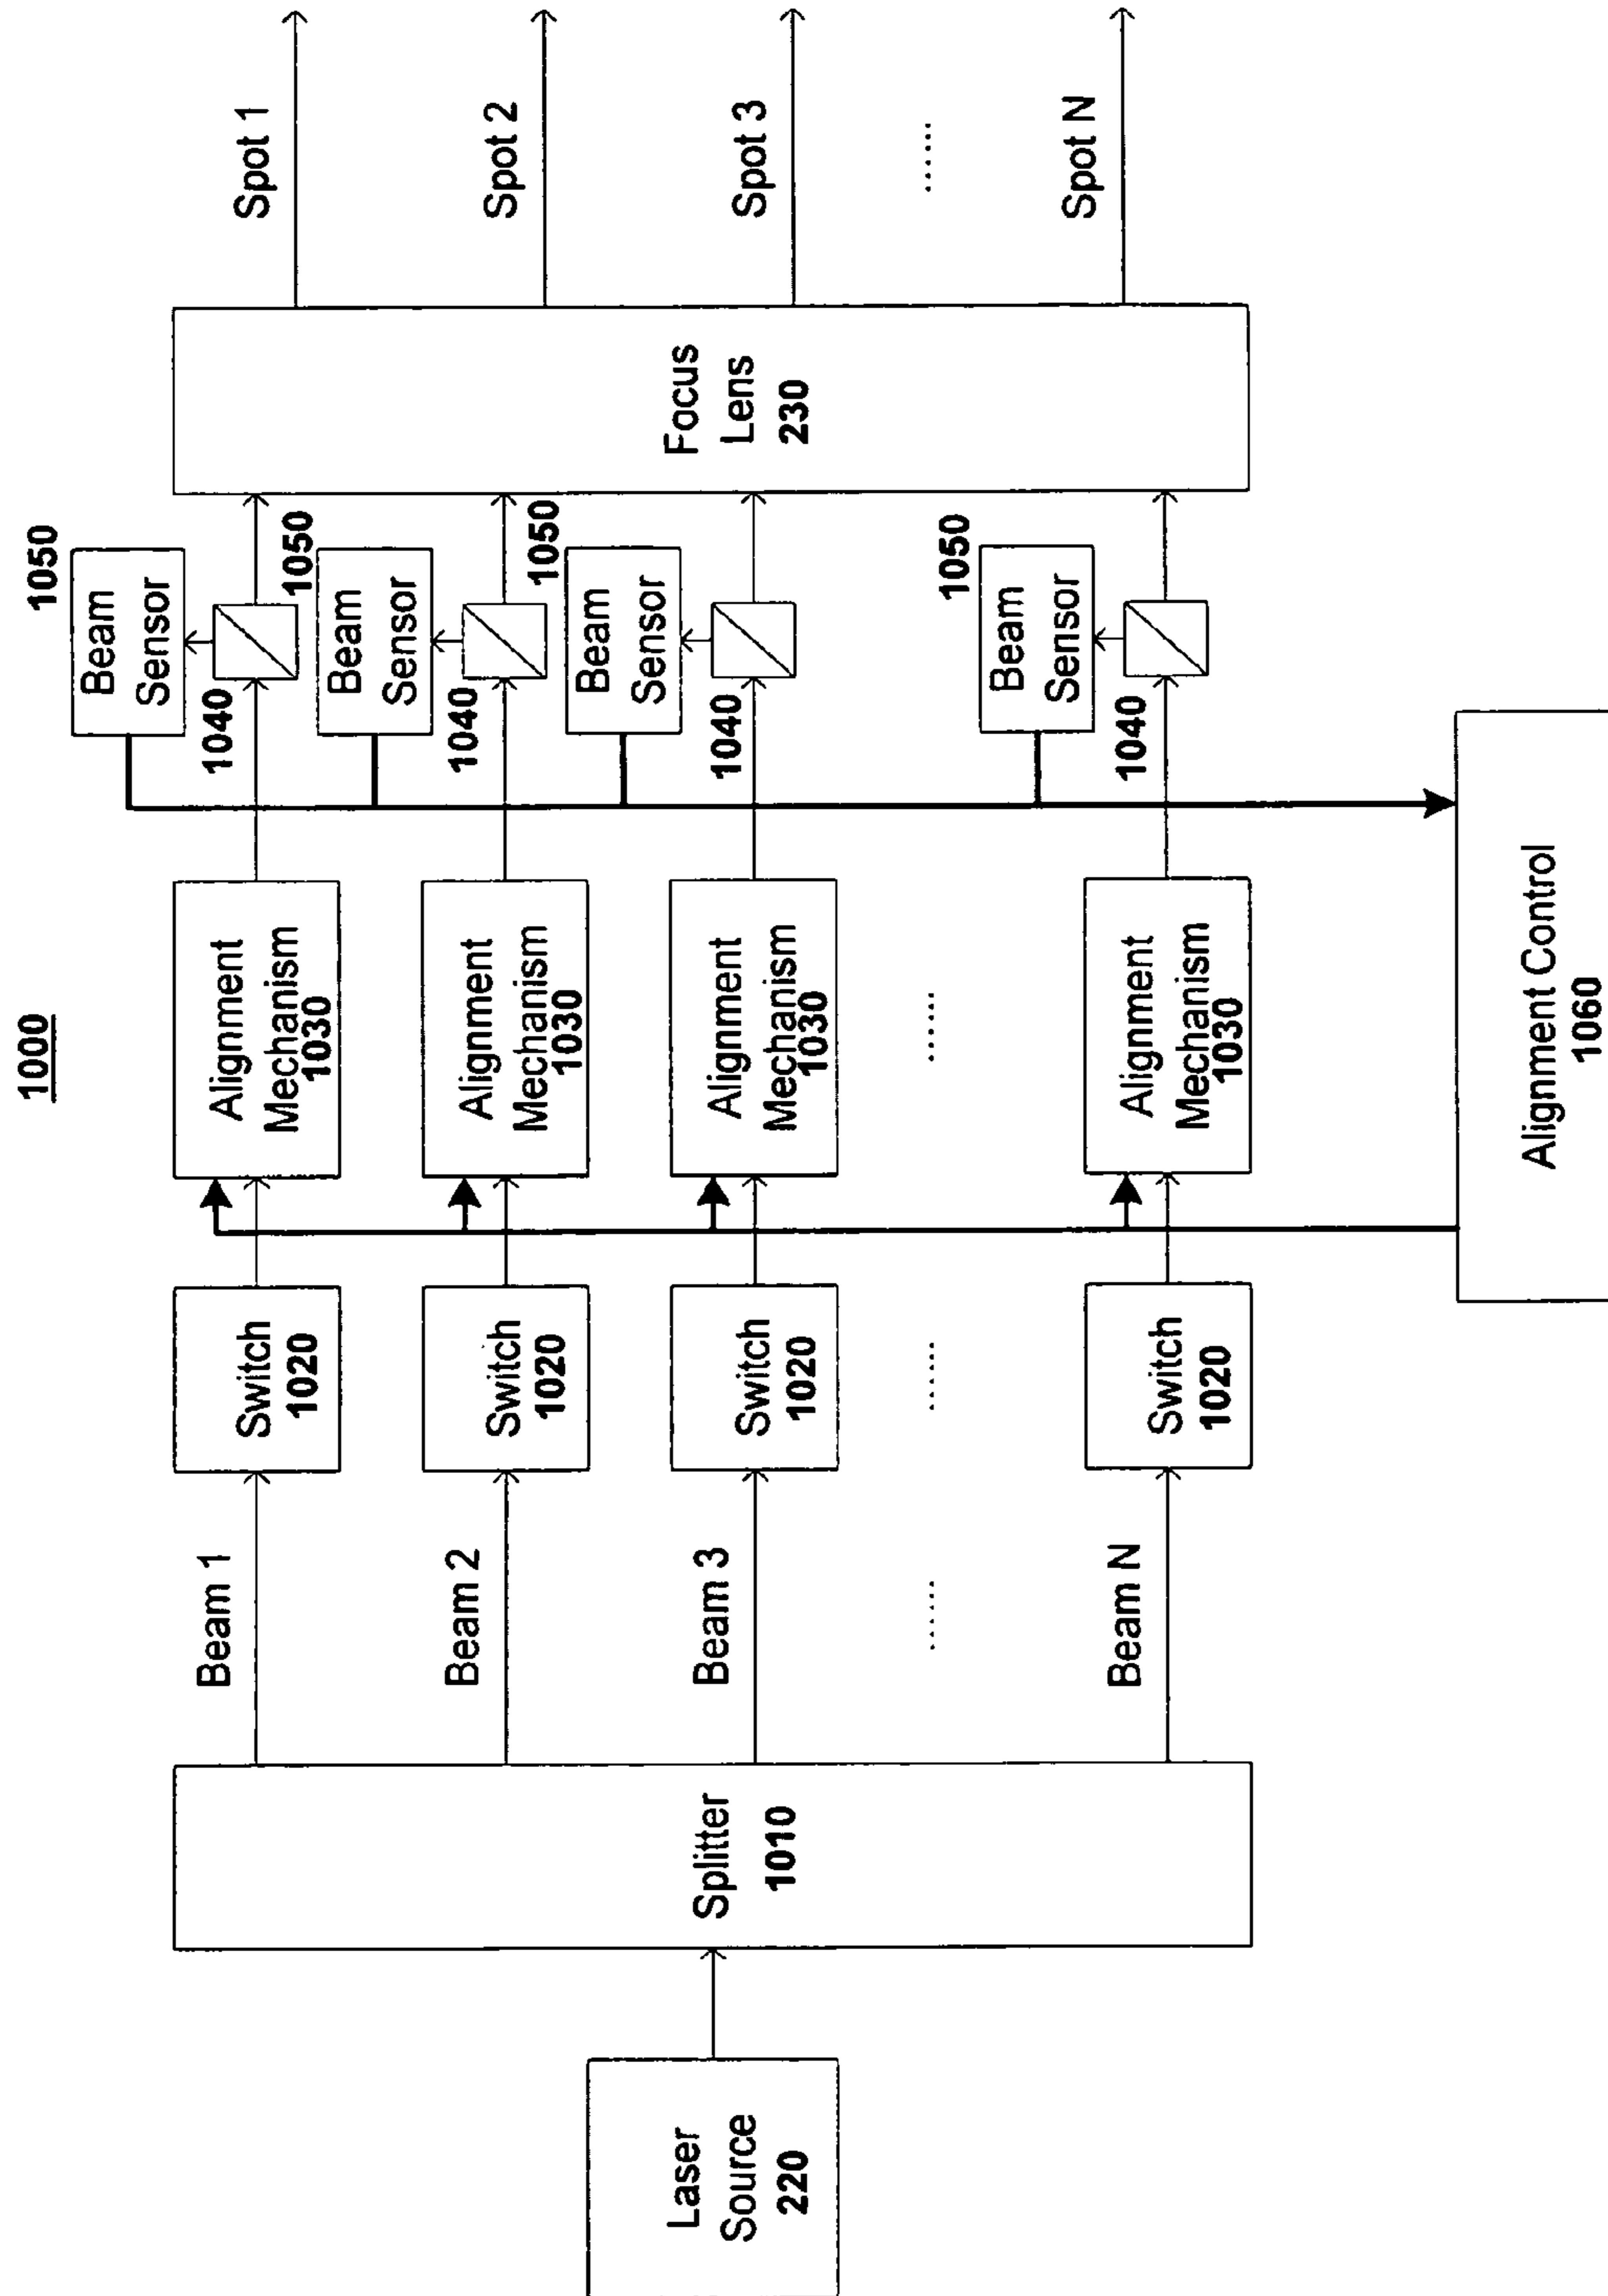 1000
Laser
Source
220
Splitter
1010
Beam 1
Beam 2
Beam 3
......
Beam N
Switch
1020
Switch
1020
Switch
1020
......
Switch
1020
Alignment
Mechanism
1030
Alignment
Mechanism
1030
Alignment
Mechanism
1030
......
Alignment
Mechanism
1030
1040
1040
1040
1040
Beam
Sensor
1050
Beam
Sensor
1050
Beam
Sensor
1050
Beam
Sensor
1050
Focus
Lens
230
Spot 1
Spot 2
Spot 3
......
Spot N
Alignment Control
1060